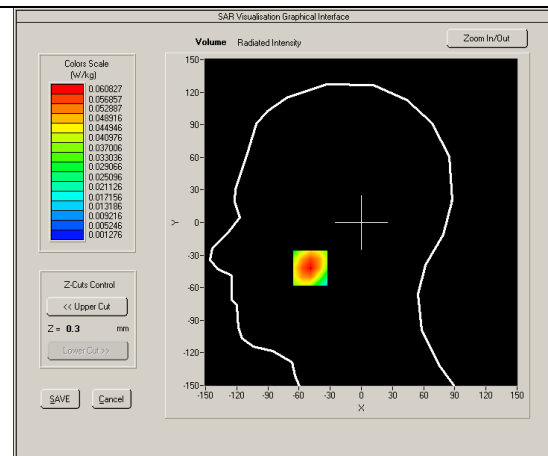 SAR Visualisation Graphical Interface
Volume Radiated Intensity
Zoom In/Out
Colors Scale
(W/kg)
0.060827
0.056857
0.052887
0.048916
0.044946
0.040976
0.037006
0.033036
0.029066
0.025096
0.021126
0.017156
0.013186
0.009216
0.005246
0.001276
Z-Cuts Control
<< Upper Cut
Z = 0.3 mm
Lower Cut >>
SAVE Cancel
150
120
90
60
30
Y 0
-30
-60
-90
-120
-150
-150 -120 -90 -60 -30 0 30 60 90 120 150
X